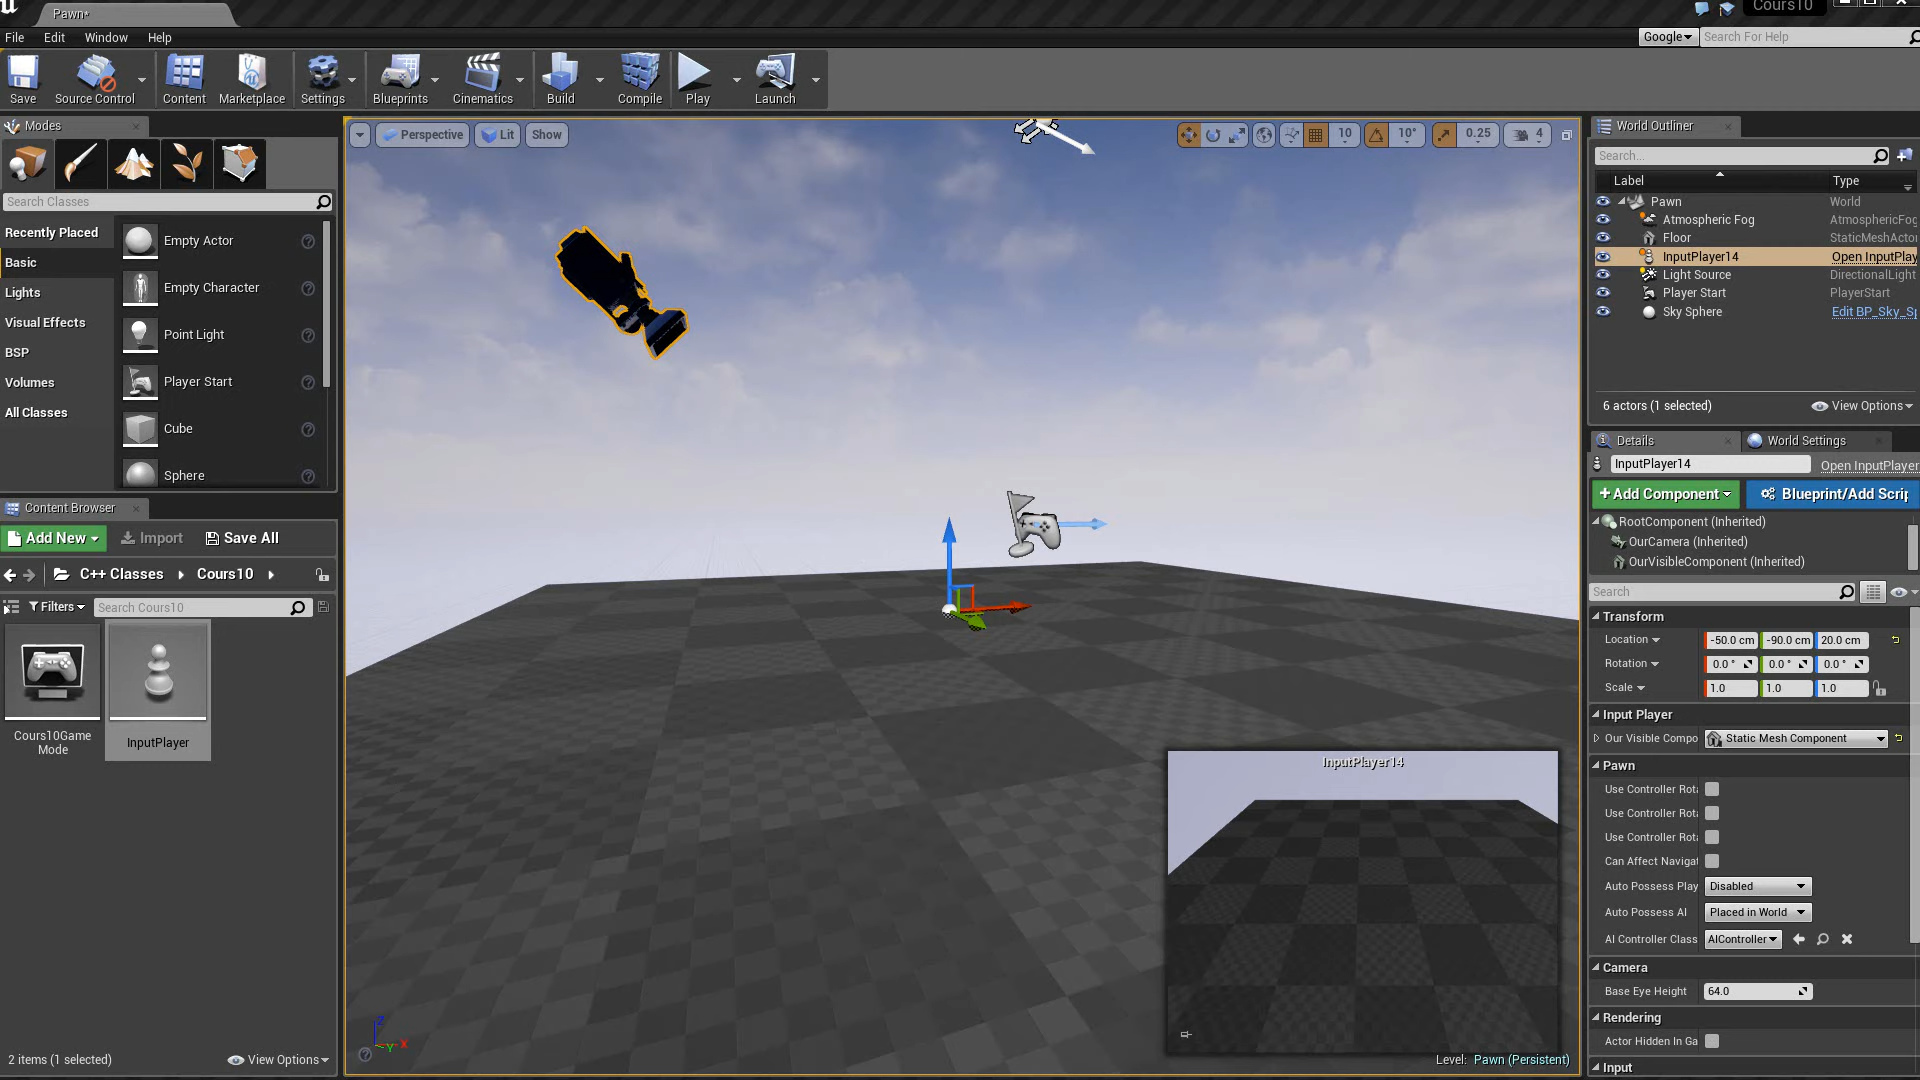 Pawn*
Cours10
File
Edit
Window
Help
Google
Search For Help
Save
Source Control
Content
Marketplace
Settings
Blueprints
Cinematics
Build
Compile
Play
Launch
Modes
Search Classes
Recently Placed
Basic
Lights
Visual Effects
BSP
Volumes
All Classes
Empty Actor
Empty Character
Point Light
Player Start
Cube
Sphere
Content Browser
Add New
Import
Save All
C++ Classes
Cours10
Filters
Search Cours10
Cours10Game
Mode
InputPlayer
2 items (1 selected)
View Options
Perspective
Lit
Show
10
10°
0.25
4
InputPlayer14
Z
Y
X
Level: Pawn (Persistent)
World Outliner
Search...
Label
Type
Pawn
World
Atmospheric Fog
AtmosphericFog
Floor
StaticMeshActo
InputPlayer14
Open InputPlay
Light Source
DirectionalLight
Player Start
PlayerStart
Sky Sphere
Edit BP_Sky_Sp
6 actors (1 selected)
View Options
Details
World Settings
InputPlayer14
Open InputPlayer
+Add Component
Blueprint/Add Scrip
RootComponent (Inherited)
OurCamera (Inherited)
OurVisibleComponent (Inherited)
Search
Transform
Location
-50.0 cm
-90.0 cm
20.0 cm
Rotation
0.0 °
0.0 °
0.0 °
Scale
1.0
1.0
1.0
Input Player
Our Visible Compo
Static Mesh Component
Pawn
Use Controller Rota
Use Controller Rota
Use Controller Rota
Can Affect Navigat
Auto Possess Play
Disabled
Auto Possess AI
Placed in World
AI Controller Class
AIController
Camera
Base Eye Height
64.0
Rendering
Actor Hidden In Ga
Input